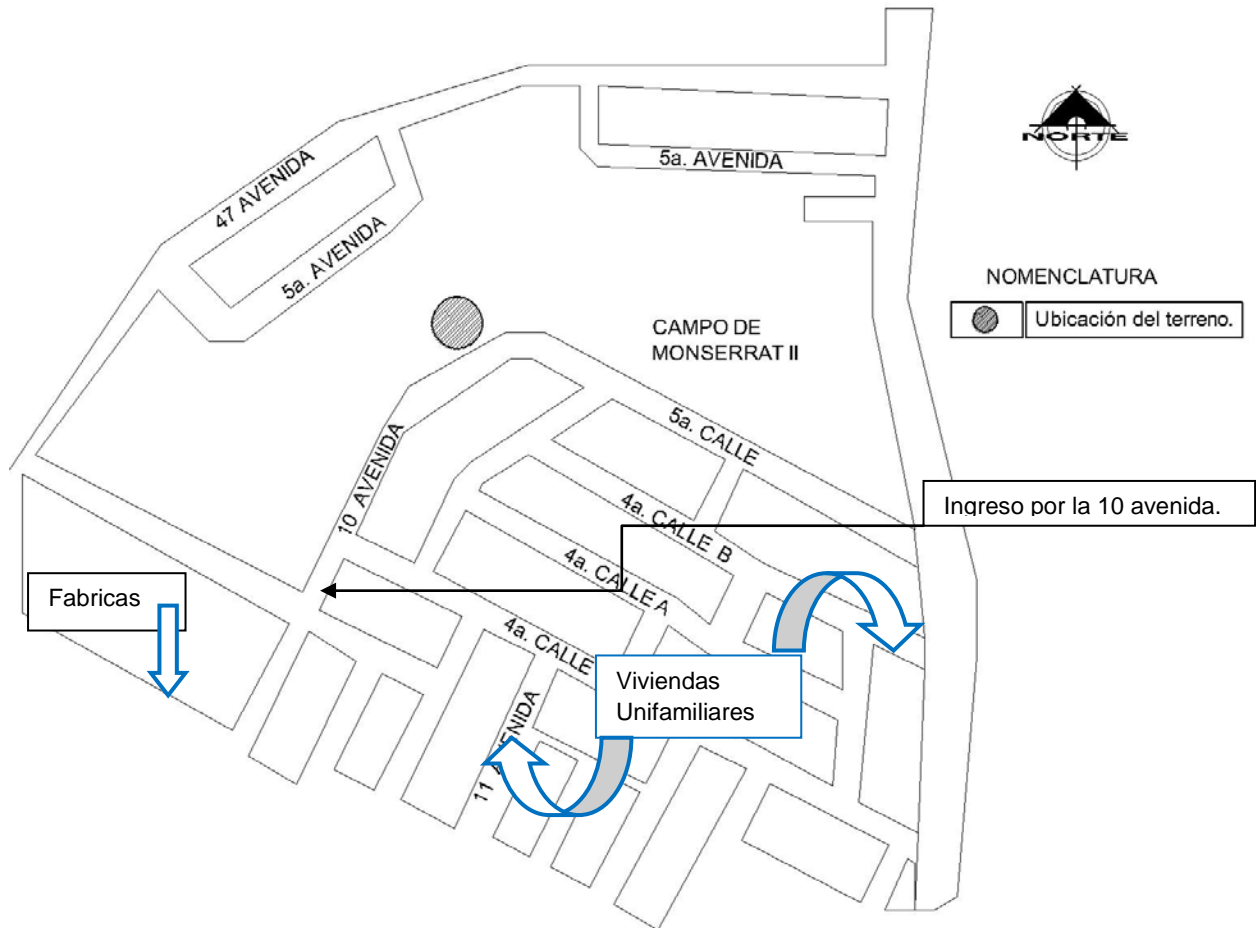 47 AVENIDA
5a. AVENIDA
5a. AVENIDA
NORTE
NOMENCLATURA
Ubicación del terreno.
CAMPO DE
MONSERRAT II
10 AVENIDA
5a. CALLE
4a. CALLE B
4a. CALLE A
4a. CALLE
11 AVENIDA
Ingreso por la 10 avenida.
Fabricas
Viviendas
Unifamiliares